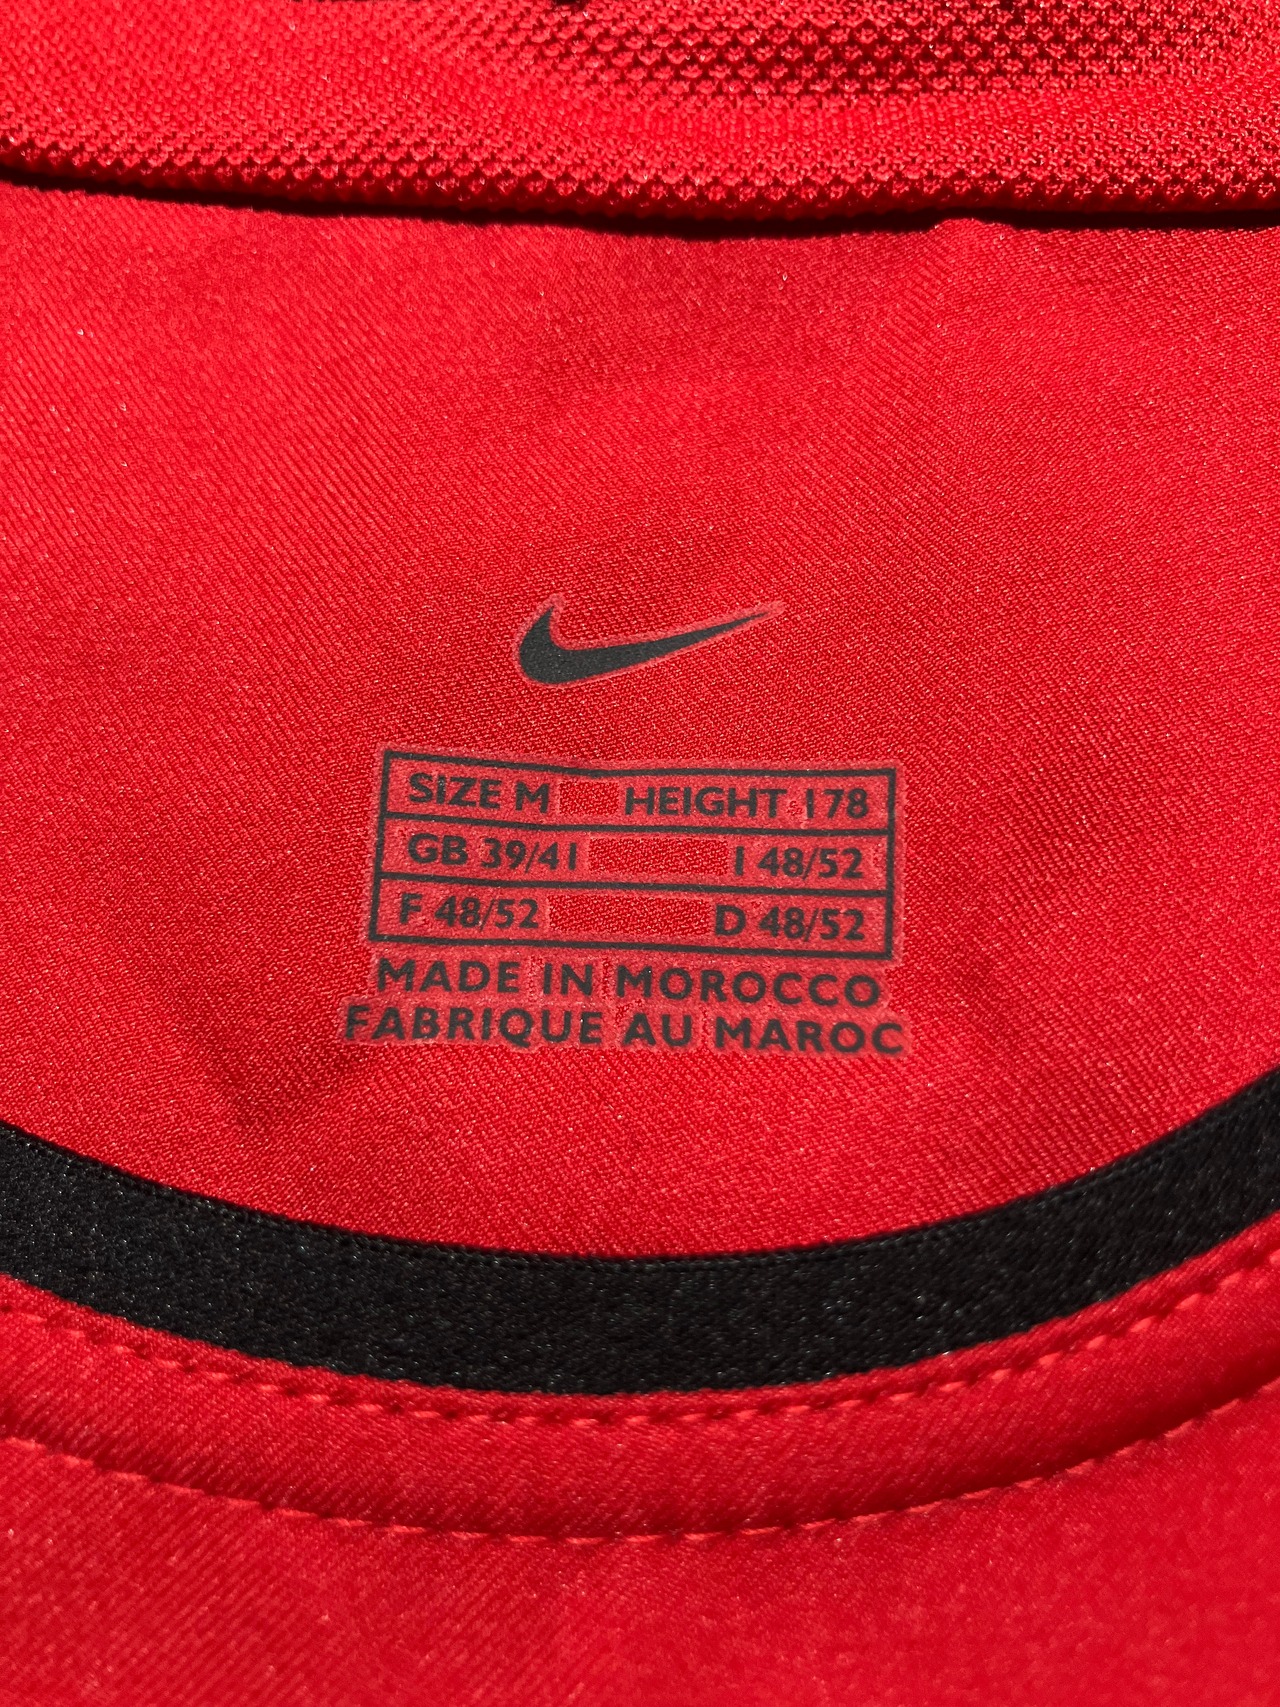 SIZE M HEIGHT 178
GB 39/41 I 48/52
F 48/52 D 48/52
MADE IN MOROCCO
FABRIQUE AU MAROC